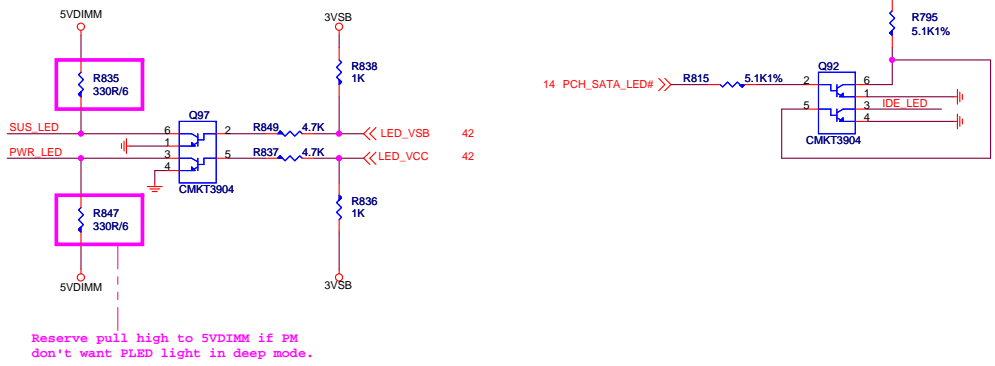 5VDIMM
R835
330R/6
SUS_LED
PWR_LED
R847
330R/6
5VDIMM
Q97
6
1
3
4
2
5
CMKT3904
R849
4.7K
R837
4.7K
3VSB
R838
1K
LED_VSB
42
LED_VCC
42
R836
1K
3VSB
Reserve pull high to 5VDIMM if PM
don't want PLED light in deep mode.
R795
5.1K1%
14 PCH_SATA_LED#
R815
5.1K1%
Q92
2
5
6
1
3
4
IDE_LED
CMKT3904